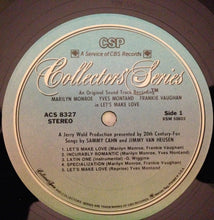 CSP
A Service of CBS Records
Collectors' Series
An Original Sound Track Recording
MARILYN MONROE YVES MONTAND FRANKIE VAUGHAN
in LET'S MAKE LOVE
ACS 8327 Side 1
STEREO
A Jerry Wald Production presented by 20th Century-Fox
Songs by SAMMY CAHN and JIMMY VAN HEUSEN
1. LET'S MAKE LOVE (Marilyn Monroe, Frankie Vaughan)
2. INCURABLY ROMANTIC (Marilyn Monroe, Yves Montand)
3. LATIN ONE (Instrumental) G. Wiggins
4. SPECIALIZATION (Marilyn Monroe, Frankie Vaughan)
5. LET'S MAKE LOVE (Reprise) Yves Montand